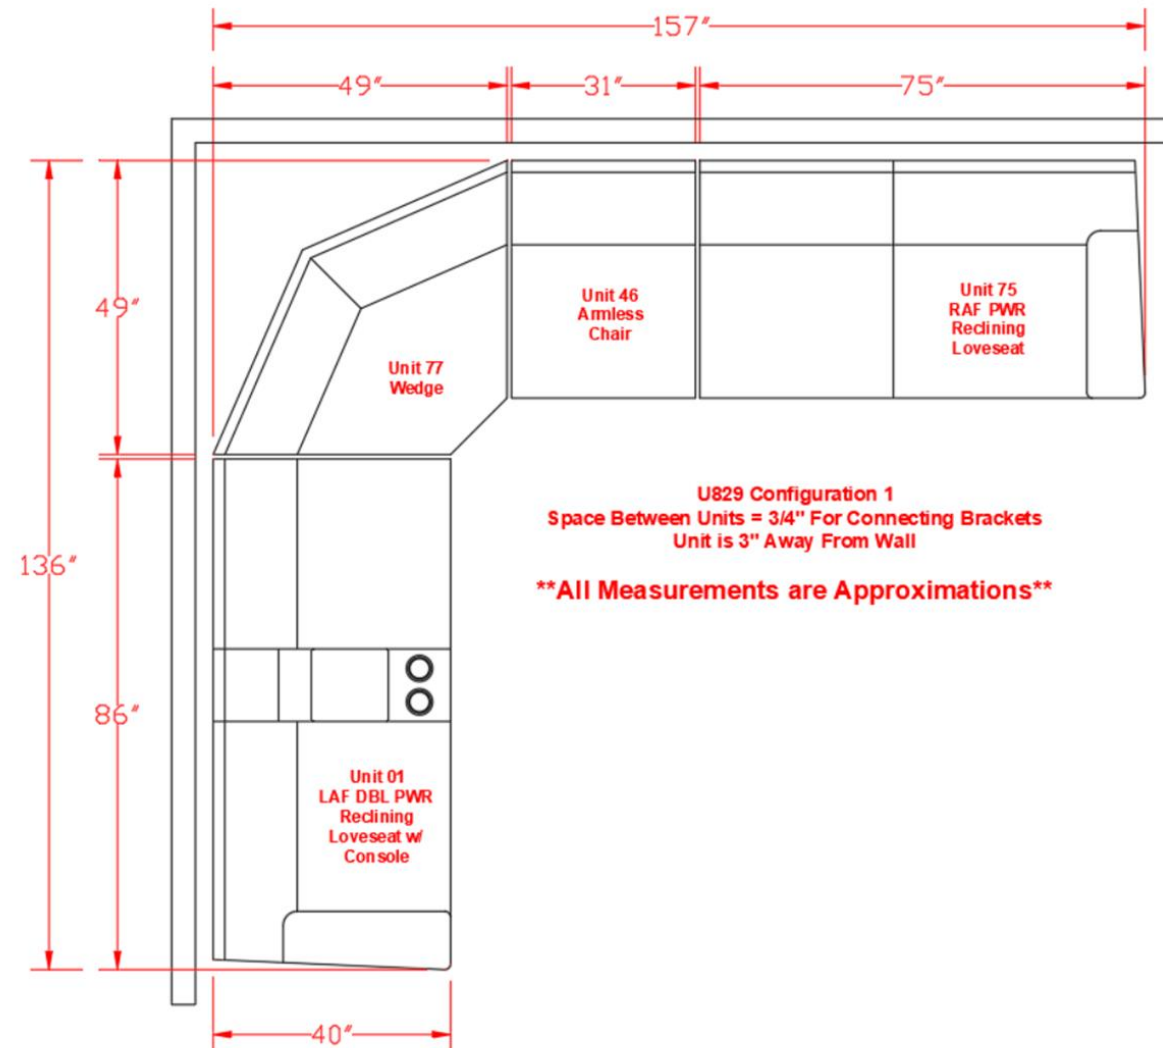 157"
49"
31"
75"
49"
136"
86"
40"
Unit 77
Wedge
Unit 46
Armless
Chair
Unit 75
RAF PWR
Reclining
Loveseat
U829 Configuration 1
Space Between Units = 3/4" For Connecting Brackets
Unit is 3" Away From Wall
**All Measurements are Approximations**
Unit 01
LAF DBL PWR
Reclining
Loveseat w/
Console